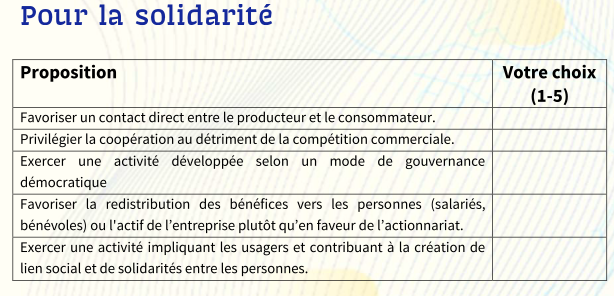 Pour la solidarité
Proposition
Votre choix
(1-5)
Favoriser un contact direct entre le producteur et le consommateur.
Privilégier la coopération au détriment de la compétition commerciale.
Exercer une activité développée selon un mode de gouvernance
démocratique
Favoriser la redistribution des bénéfices vers les personnes (salariés,
bénévoles) ou l'actif de l’entreprise plutôt qu’en faveur de l’actionnariat.
Exercer une activité impliquant les usagers et contribuant à la création de
lien social et de solidarités entre les personnes.